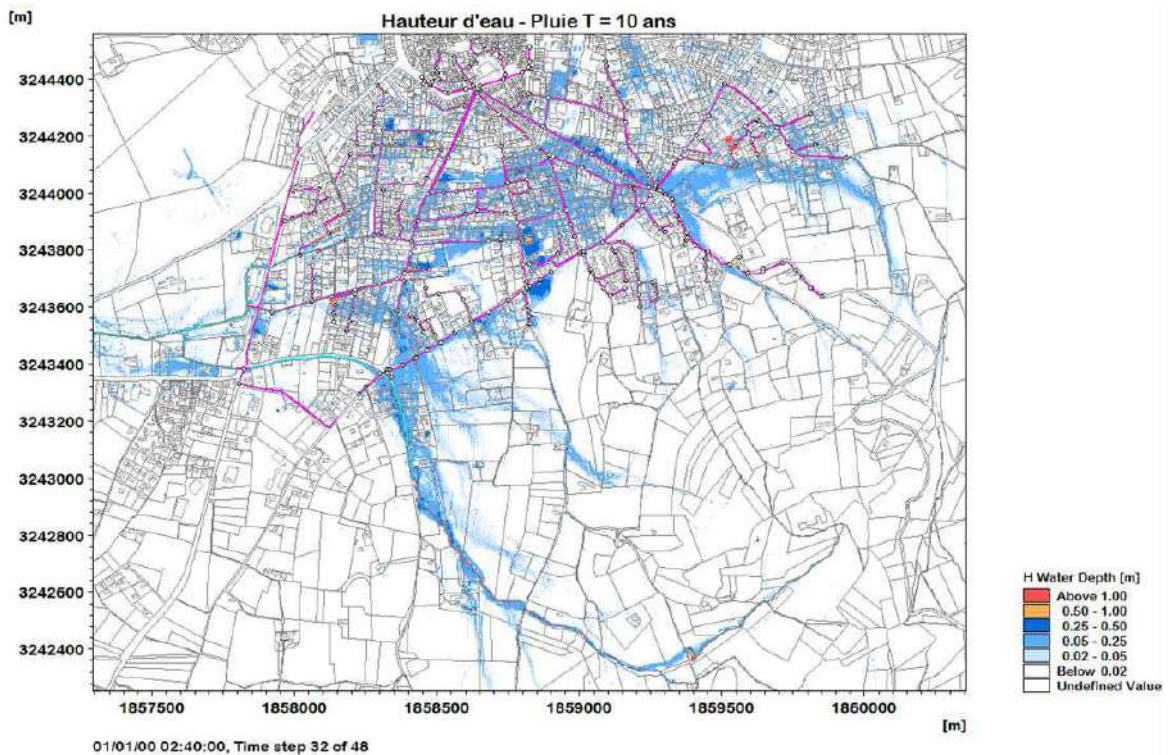 [m]
Hauteur d'eau - Pluie T = 10 ans
3244400
3244200
3244000
3243800
3243600
3243400
3243200
3243000
3242800
3242600
3242400
1857500 1858000 1858500 1859000 1859500 1860000
[m]
01/01/00 02:40:00, Time step 32 of 48
H Water Depth [m]
Above 1.00
0.50 - 1.00
0.25 - 0.50
0.05 - 0.25
0.02 - 0.05
Below 0.02
Undefined Value